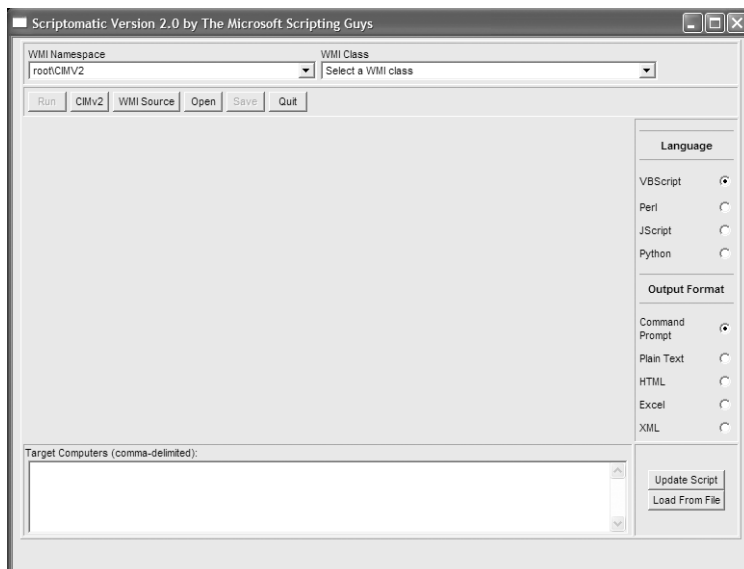 Scriptomatic Version 2.0 by The Microsoft Scripting Guys
WMI Namespace
WMI Class
root\CIMV2
Select a WMI class
Run
CIMv2
WMI Source
Open
Save
Quit
Language
VBScript
Perl
JScript
Python
Output Format
Command
Prompt
Plain Text
HTML
Excel
XML
Target Computers (comma-delimited):
Update Script
Load From File